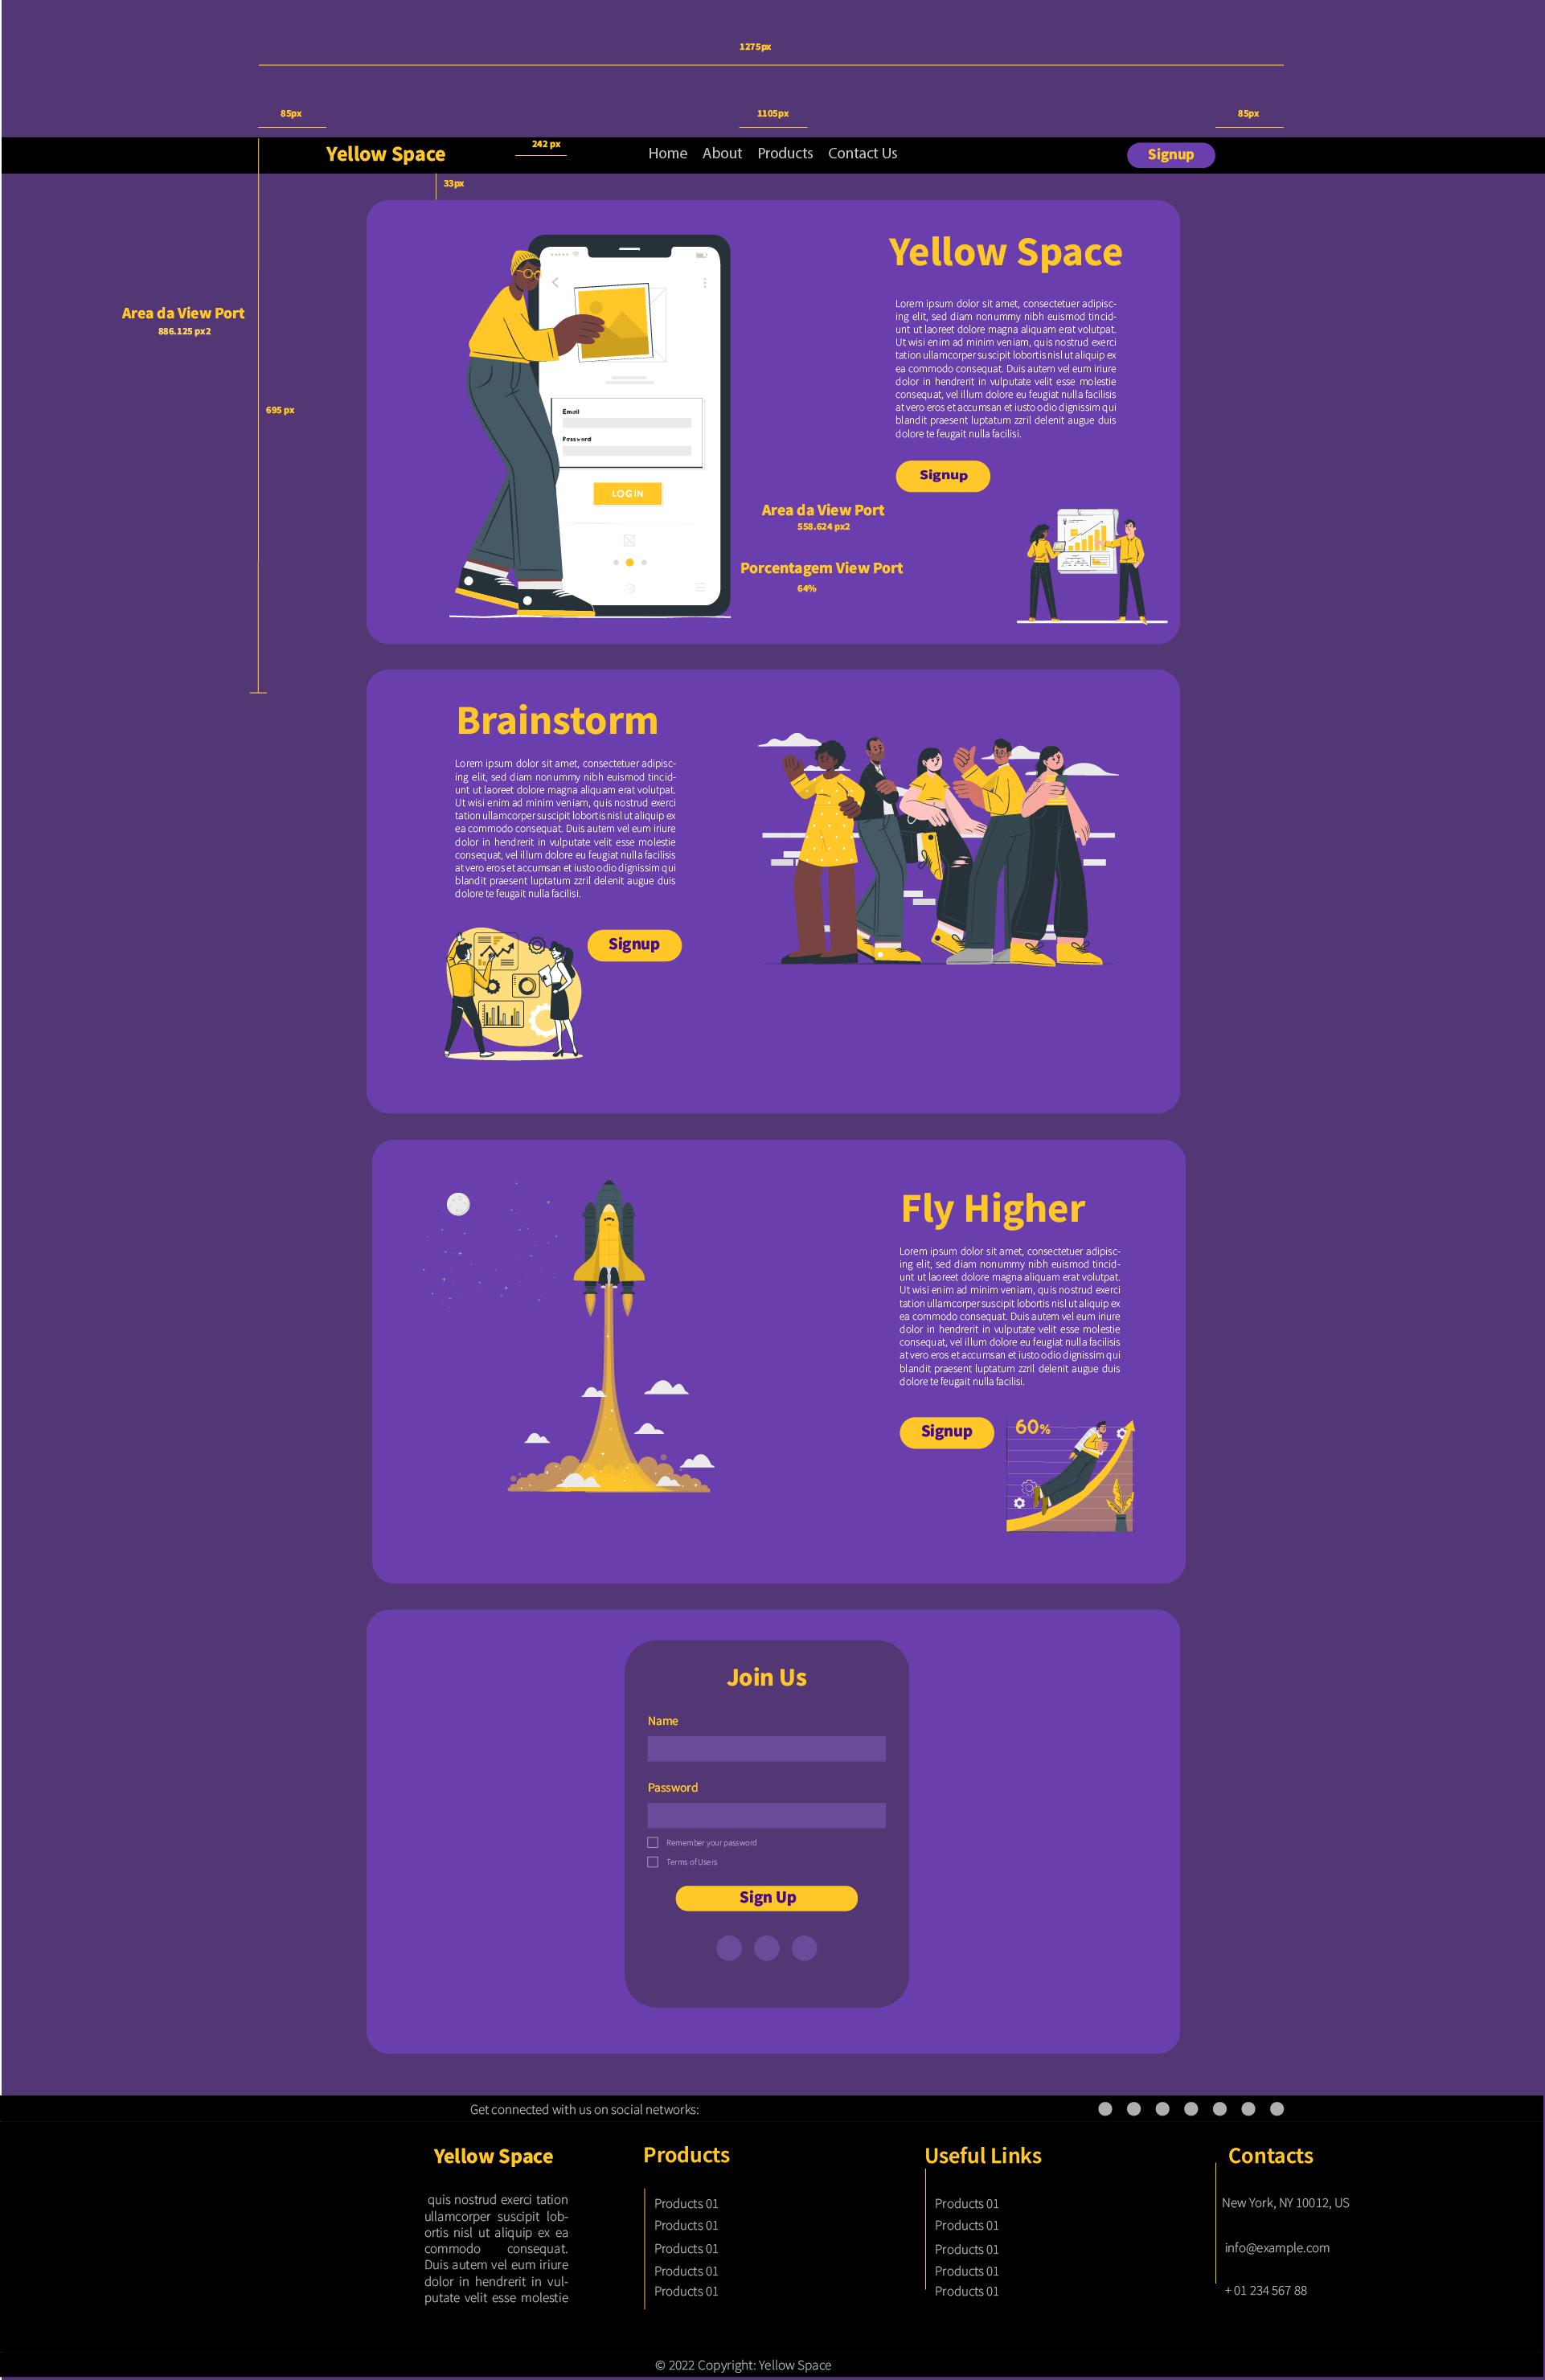 1275px
85px
1105px
85px
Yellow Space
242 px
Home About Products Contact Us
Signup
33px
Area da View Port
886.125 px2
695 px
Yellow Space
Lorem ipsum dolor sit amet, consectetuer adipisc-
ing elit, sed diam nonummy nibh euismod tincid-
unt ut laoreet dolore magna aliquam erat volutpat.
Ut wisi enim ad minim veniam, quis nostrud exerci
tation ullamcorper suscipit lobortis nisl ut aliquip ex
ea commodo consequat. Duis autem vel eum iriure
dolor in hendrerit in vulputate velit esse molestie
consequat, vel illum dolore eu feugiat nulla facilisis
at vero eros et accumsan et iusto odio dignissim qui
blandit praesent luptatum zzril delenit augue duis
dolore te feugait nulla facilisi.
Email
Password
LOGIN
Signup
Area da View Port
558.624 px2
Porcentagem View Port
64%
Brainstorm
Lorem ipsum dolor sit amet, consectetuer adipisc-
ing elit, sed diam nonummy nibh euismod tincid-
unt ut laoreet dolore magna aliquam erat volutpat.
Ut wisi enim ad minim veniam, quis nostrud exerci
tation ullamcorper suscipit lobortis nisl ut aliquip ex
ea commodo consequat. Duis autem vel eum iriure
dolor in hendrerit in vulputate velit esse molestie
consequat, vel illum dolore eu feugiat nulla facilisis
at vero eros et accumsan et iusto odio dignissim qui
blandit praesent luptatum zzril delenit augue duis
dolore te feugait nulla facilisi.
Signup
Fly Higher
Lorem ipsum dolor sit amet, consectetuer adipisc-
ing elit, sed diam nonummy nibh euismod tincid-
unt ut laoreet dolore magna aliquam erat volutpat.
Ut wisi enim ad minim veniam, quis nostrud exerci
tation ullamcorper suscipit lobortis nisl ut aliquip ex
ea commodo consequat. Duis autem vel eum iriure
dolor in hendrerit in vulputate velit esse molestie
consequat, vel illum dolore eu feugiat nulla facilisis
at vero eros et accumsan et iusto odio dignissim qui
blandit praesent luptatum zzril delenit augue duis
dolore te feugait nulla facilisi.
Signup
60%
Join Us
Name
Password
Remember your password
Terms of Users
Sign Up
Get connected with us on social networks:
Yellow Space
quis nostrud exerci tation
ullamcorper suscipit lob-
ortis nisl ut aliquip ex ea
commodo consequat.
Duis autem vel eum iriure
dolor in hendrerit in vul-
putate velit esse molestie
Products
Products 01
Products 01
Products 01
Products 01
Products 01
Useful Links
Products 01
Products 01
Products 01
Products 01
Products 01
Contacts
New York, NY 10012, US
info@example.com
+ 01 234 567 88
© 2022 Copyright: Yellow Space